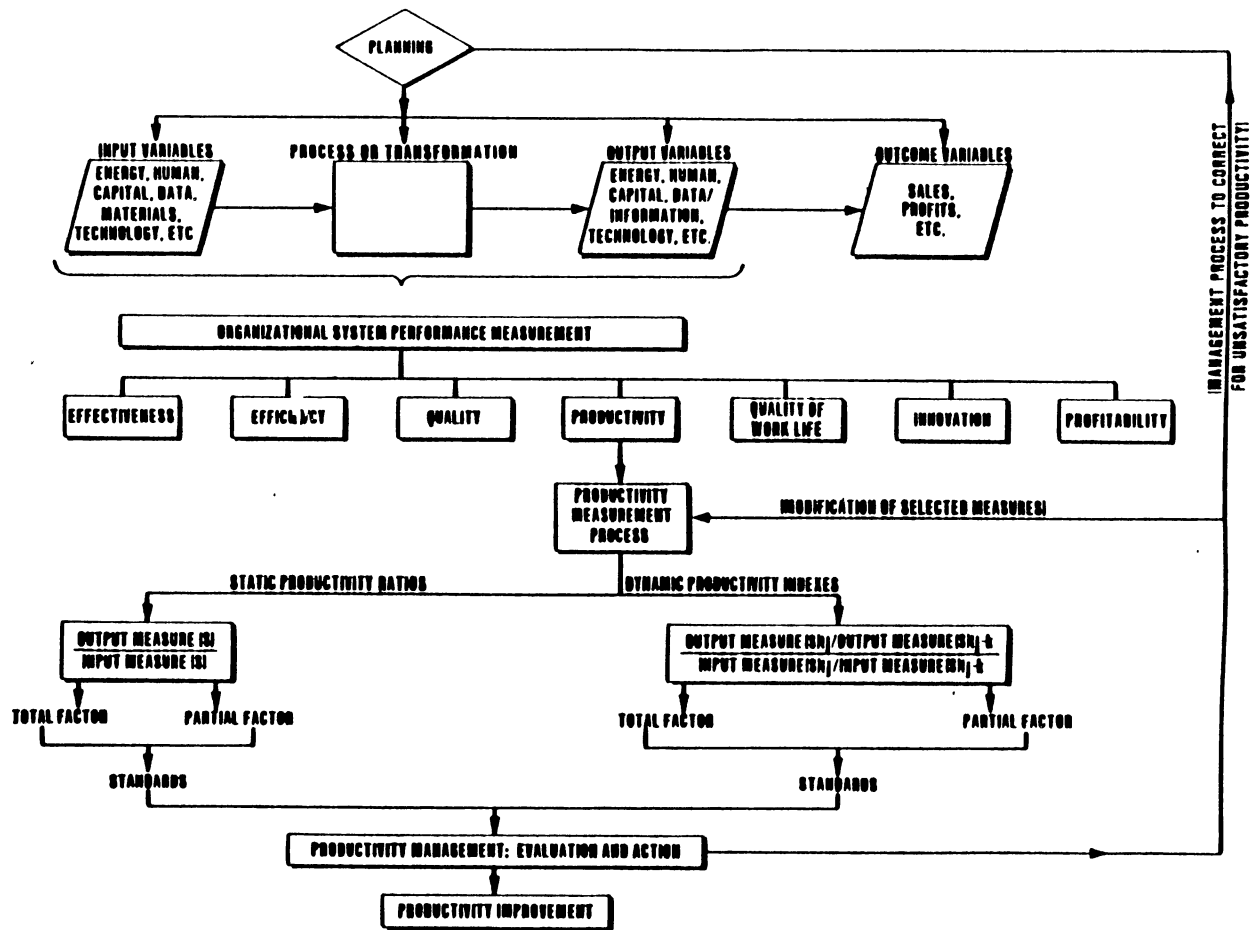 PLANNING
INPUT VARIABLES
ENERGY, HUMAN,
CAPITAL, DATA,
MATERIALS,
TECHNOLOGY, ETC
PROCESS OR TRANSFORMATION
OUTPUT VARIABLES
ENERGY, HUMAN,
CAPITAL, DATA/
INFORMATION,
TECHNOLOGY, ETC.
OUTCOME VARIABLES
SALES,
PROFITS,
ETC.
(MANAGEMENT PROCESS TO CORRECT
FOR UNSATISFACTORY PRODUCTIVITY)
ORGANIZATIONAL SYSTEM PERFORMANCE MEASUREMENT
EFFECTIVENESS
QUALITY
PRODUCTIVITY
QUALITY OF
WORK LIFE
INNOVATION
PROFITABILITY
PRODUCTIVITY
MEASUREMENT
PROCESS
(MODIFICATION OF SELECTED MEASURES)
STATIC PRODUCTIVITY RATIOS
DYNAMIC PRODUCTIVITY INDEXES
OUTPUT MEASURE (S)
INPUT MEASURE (S)
TOTAL FACTOR
PARTIAL FACTOR
STANDARDS
TOTAL FACTOR
PARTIAL FACTOR
STANDARDS
PRODUCTIVITY MANAGEMENT: EVALUATION AND ACTION
PRODUCTIVITY IMPROVEMENT